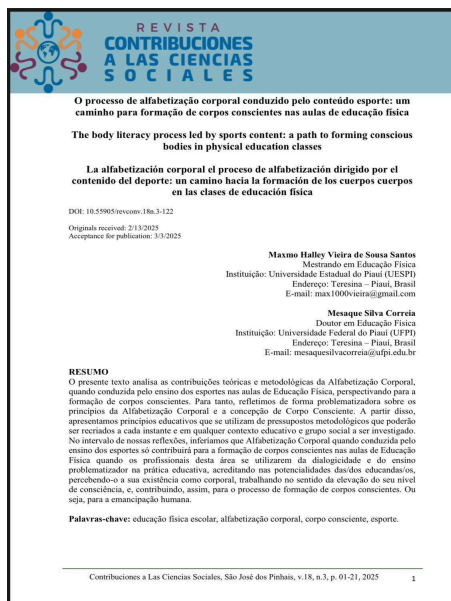 REVISTA
CONTRIBUCIONES
A LAS CIENCIAS
SOCIALES
O processo de alfabetização corporal conduzido pelo conteúdo esporte: um
caminho para formação de corpos conscientes nas aulas de educação física
The body literacy process led by sports content: a path to forming conscious
bodies in physical education classes
La alfabetización corporal el proceso de alfabetización dirigido por el
contenido del deporte: un camino hacia la formación de los cuerpos cuerpos
en las clases de educación física
DOI: 10.55905/revconv.18n.3-122
Originals received: 2/13/2025
Acceptance for publication: 3/3/2025
Maxmo Halley Vieira de Sousa Santos
Mestrando em Educação Física
Instituição: Universidade Estadual do Piauí (UESPI)
Endereço: Teresina – Piauí, Brasil
E-mail: max1000vieira@gmail.com
Mesaque Silva Correia
Doutor em Educação Física
Instituição: Universidade Federal do Piauí (UFPI)
Endereço: Teresina – Piauí, Brasil
E-mail: mesaquesilvacorreia@ufpi.edu.br
RESUMO
O presente texto analisa as contribuições teóricas e metodológicas da Alfabetização Corporal,
quando conduzida pelo ensino dos esportes nas aulas de Educação Física, perspectivando para a
formação de corpos conscientes. Para tanto, refletimos de forma problematizadora sobre os
princípios da Alfabetização Corporal e a concepção de Corpo Consciente. A partir disso,
apresentamos princípios educativos que se utilizam de pressupostos metodológicos que poderão
ser recriados a cada instante e em qualquer contexto educativo e grupo social a ser investigado.
No intervalo de nossas reflexões, inferíamos que Alfabetização Corporal quando conduzida pelo
ensino dos esportes só contribuirá para a formação de corpos conscientes nas aulas de Educação
Física quando os profissionais desta área se utilizarem da dialogicidade e do ensino
problematizador na prática educativa, acreditando nas potencialidades das/dos educandas/os,
percebendo-o a sua existência como corporal, trabalhando no sentido da elevação do seu nível
de consciência, e, contribuindo, assim, para o processo de formação de corpos conscientes. Ou
seja, para a emancipação humana.
Palavras-chave: educação física escolar, alfabetização corporal, corpo consciente, esporte.
Contribuciones a Las Ciencias Sociales, São José dos Pinhais, v.18, n.3, p. 01-21, 2025 1